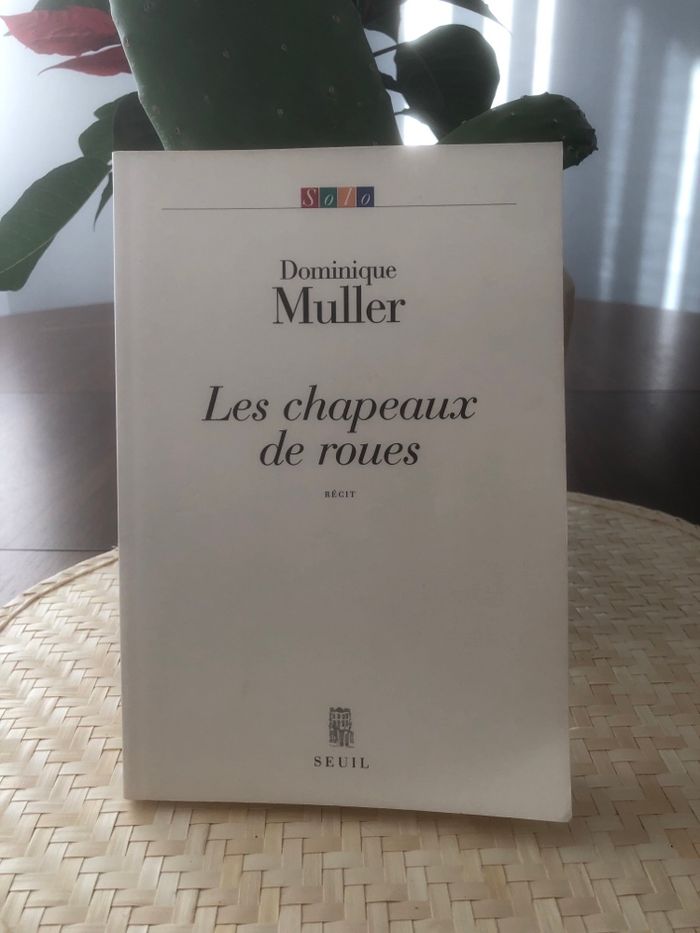 Solo
Dominique
Muller
Les chapeaux
de roues
RÉCIT
SEUIL